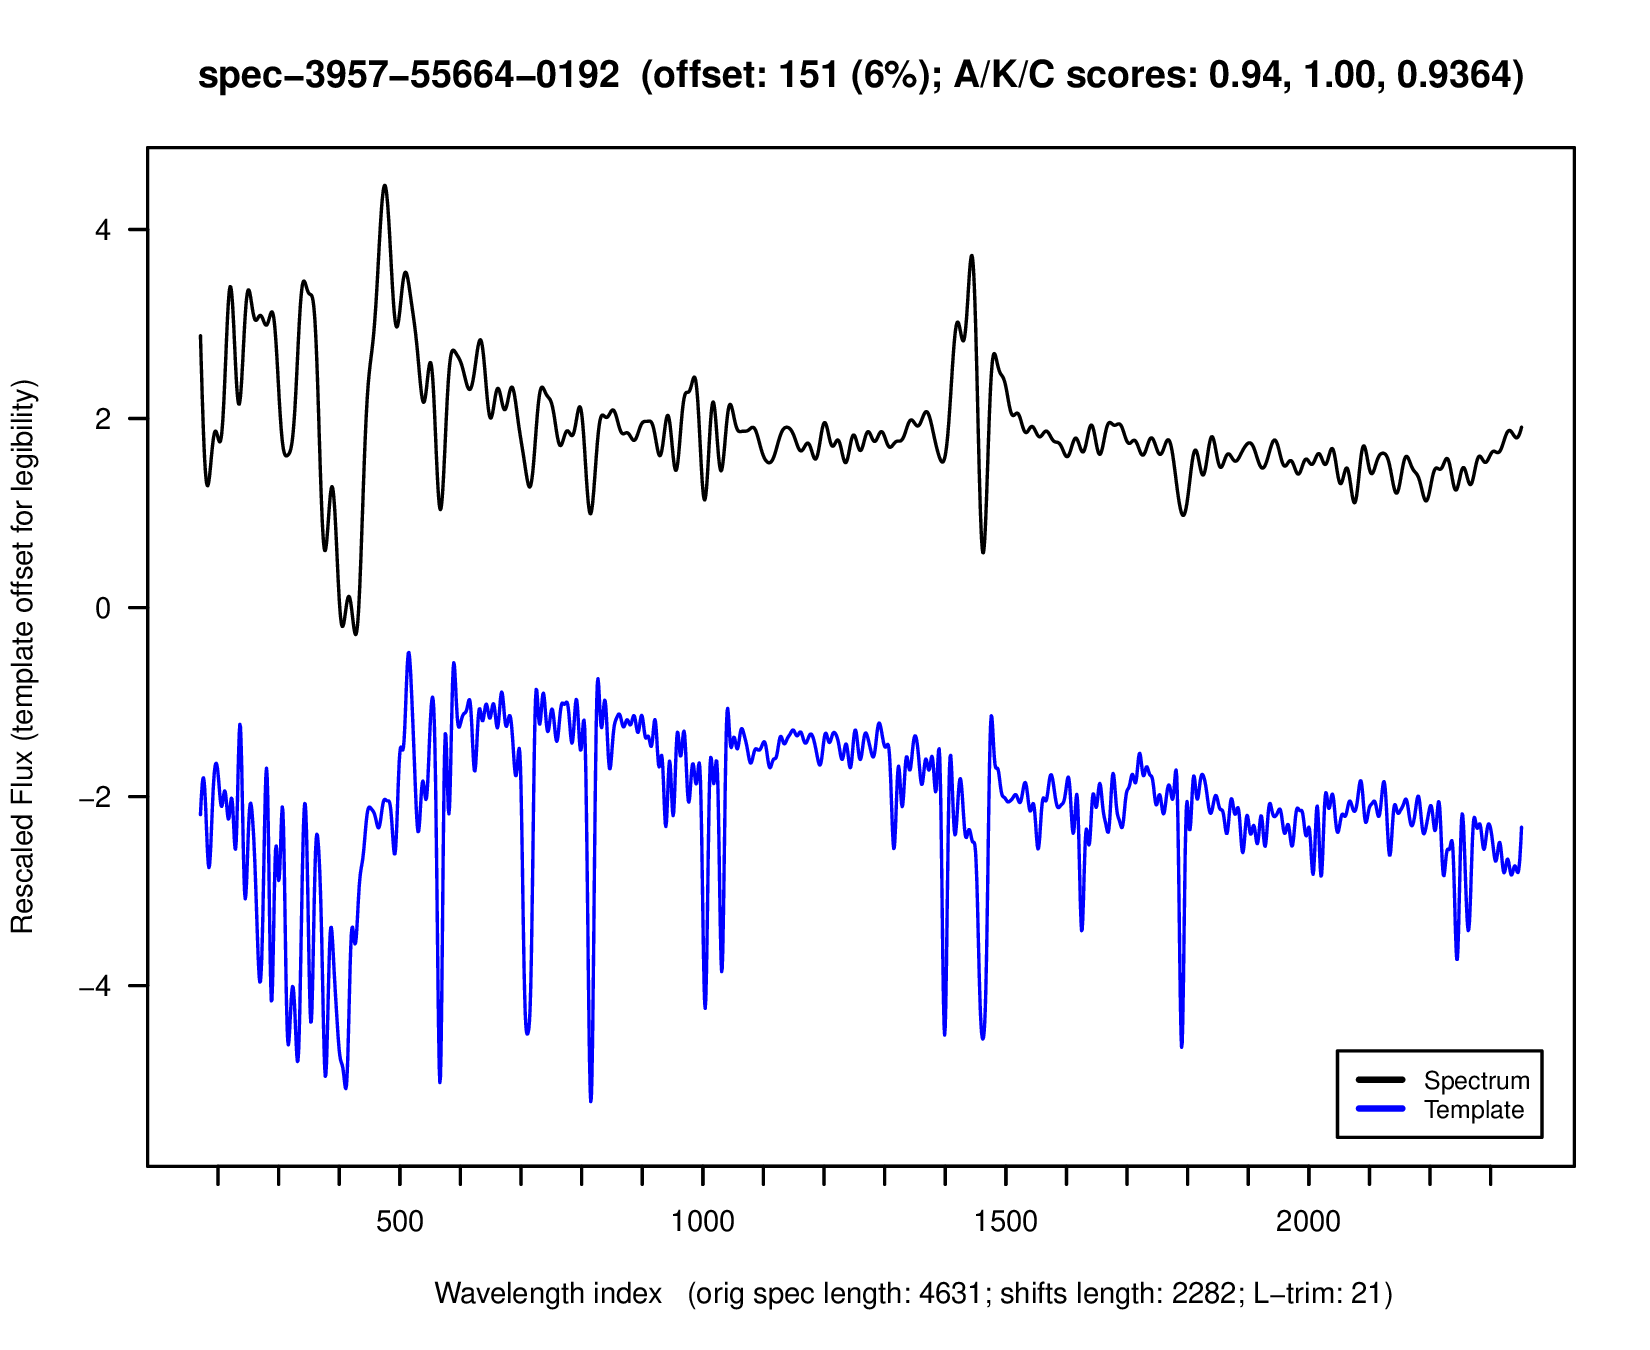 spec−3957−55664−0192  (offset: 151 (6%); A/K/C scores: 0.94, 1.00, 0.9364)
Rescaled Flux (template offset for legibility)
4
2
0
−2
−4
Spectrum
Template
500 1000 1500 2000
Wavelength index   (orig spec length: 4631; shifts length: 2282; L−trim: 21)